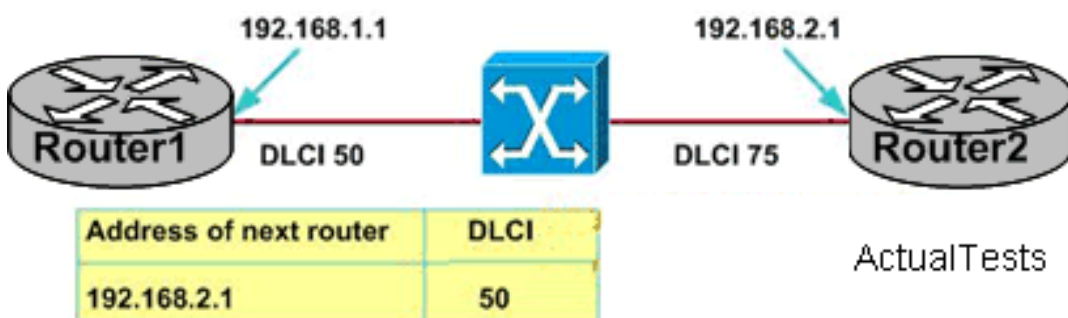 192.168.1.1
192.168.2.1
Router1
DLCI 50
DLCI 75
Router2
Address of next router DLCI
192.168.2.1 50
ActualTests